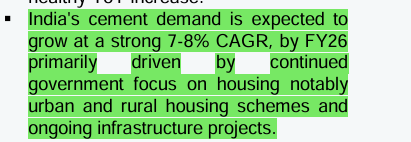 ▪ India's cement demand is expected to
grow at a strong 7-8% CAGR, by FY26
primarily driven by continued
government focus on housing notably
urban and rural housing schemes and
ongoing infrastructure projects.